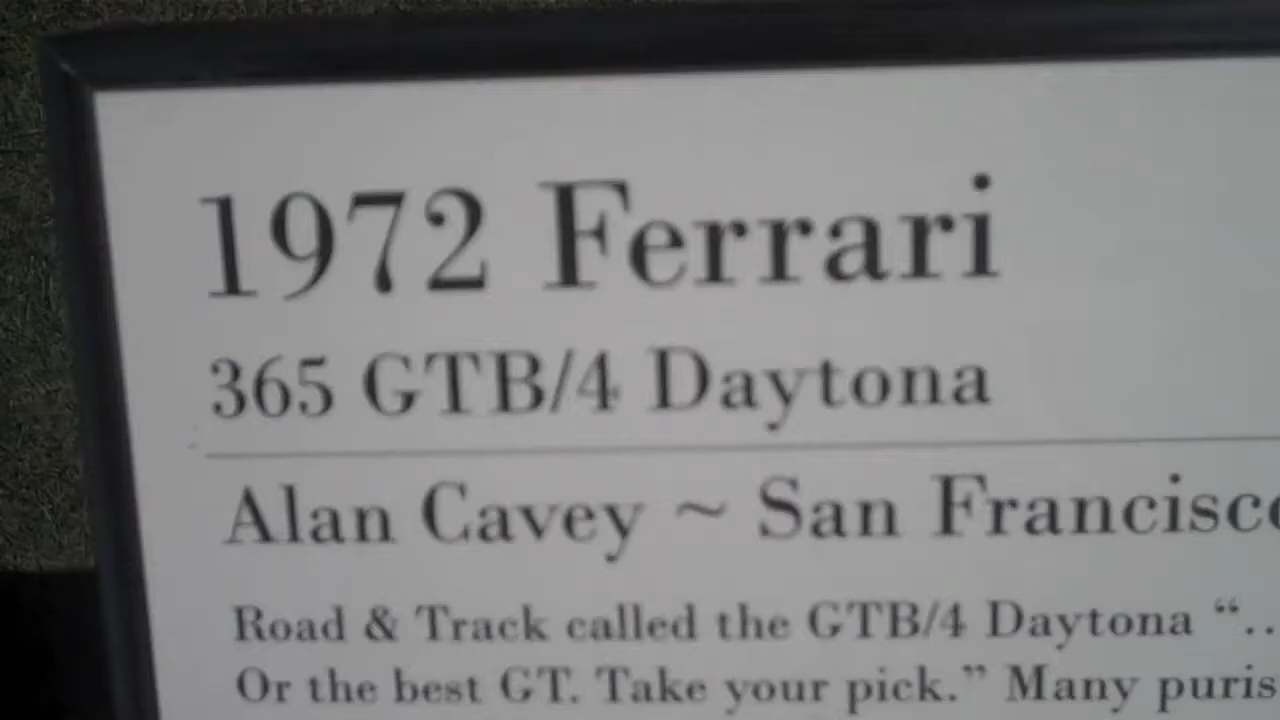 1972 Ferrari
365 GTB/4 Daytona
Alan Cavey ~ San Francisco
Road & Track called the GTB/4 Daytona “..
Or the best GT. Take your pick.” Many puris